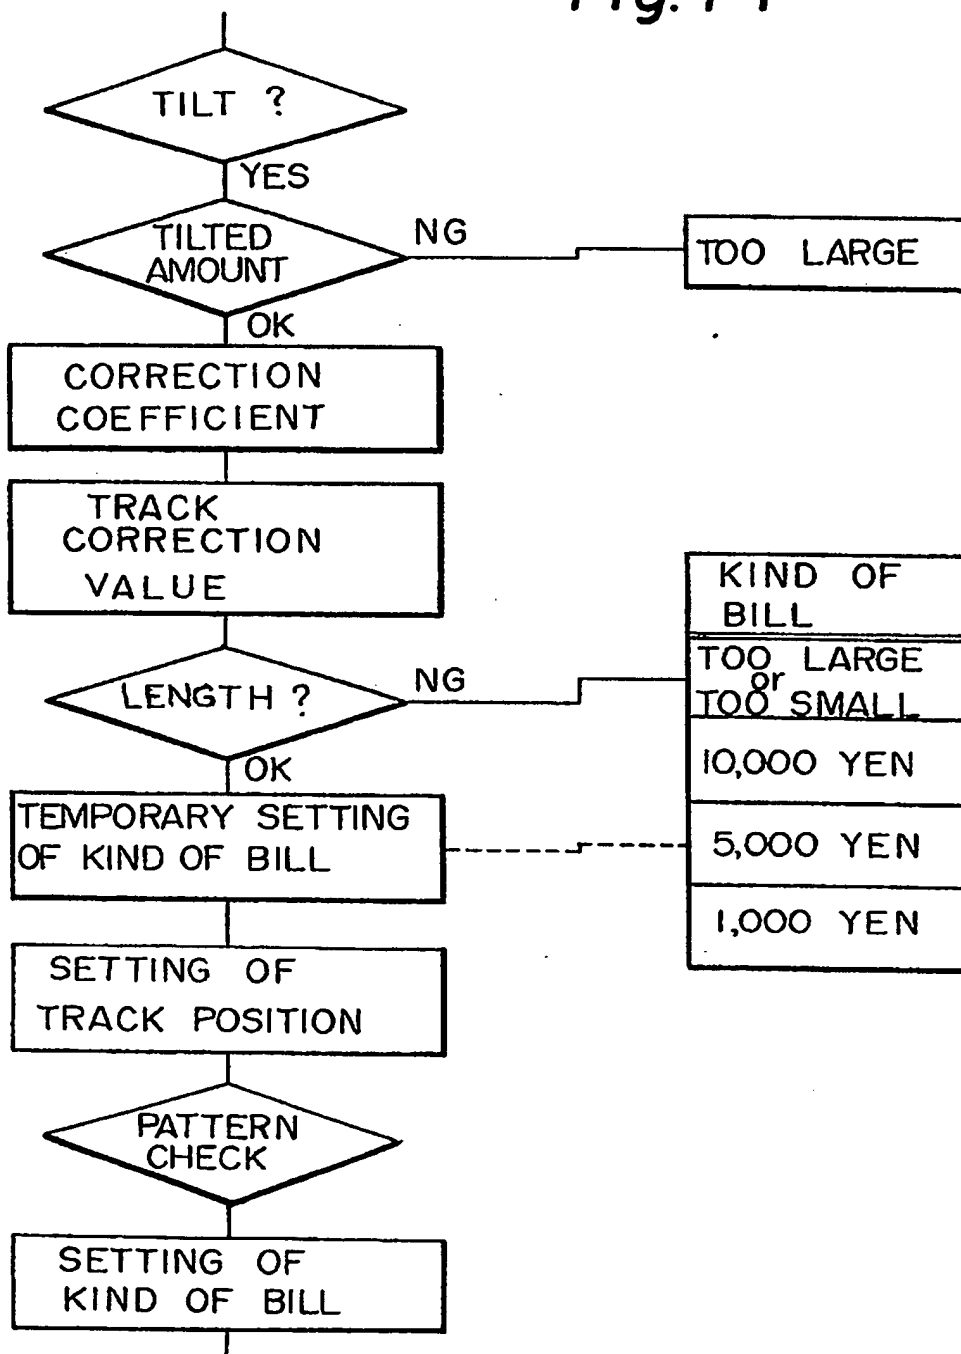 TILT ?
YES
TILTED
AMOUNT
NG
TOO LARGE
OK
CORRECTION
COEFFICIENT
TRACK
CORRECTION
VALUE
LENGTH ?
NG
KIND OF
BILL
TOO LARGE
or
TOO SMALL
10,000 YEN
5,000 YEN
1,000 YEN
OK
TEMPORARY SETTING
OF KIND OF BILL
SETTING OF
TRACK POSITION
PATTERN
CHECK
SETTING OF
KIND OF BILL